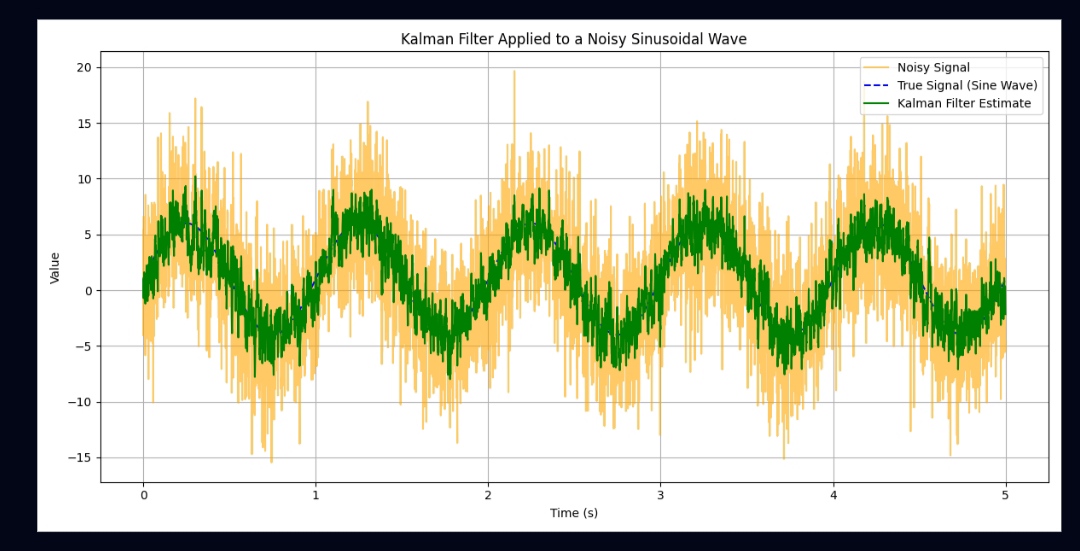 Kalman Filter Applied to a Noisy Sinusoidal Wave
Noisy Signal
True Signal (Sine Wave)
Kalman Filter Estimate
Value
20
15
10
5
0
−5
−10
−15
0 1 2 3 4 5
Time (s)